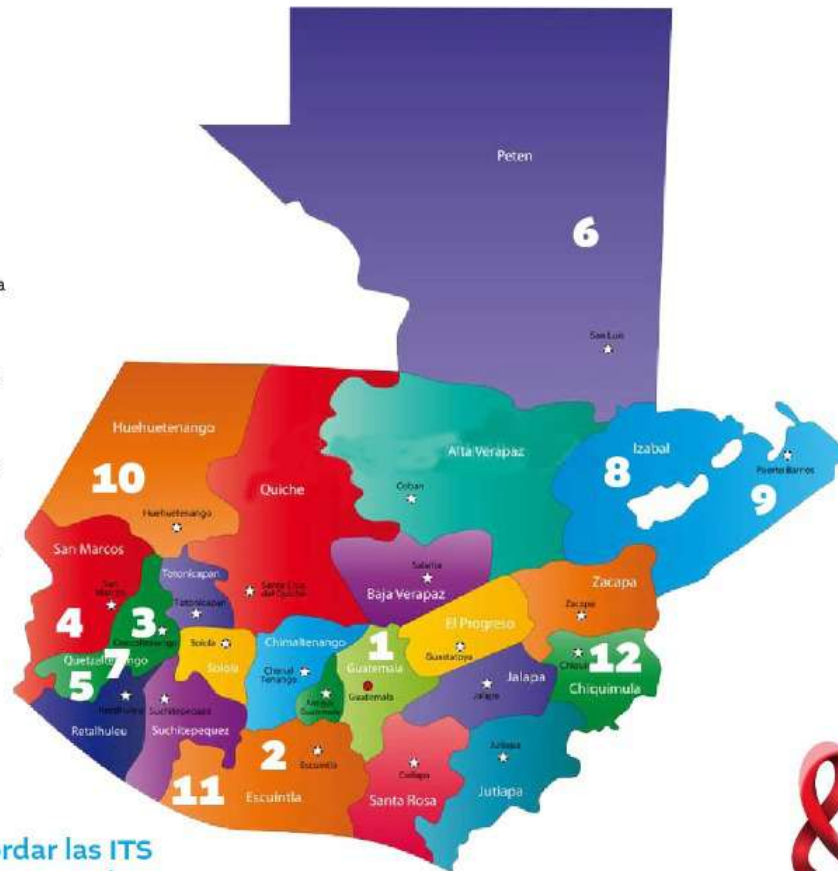 Peten
6
a
San Luis
Huehuetenango
Alta Verapaz
Izabal
10
Quiche
8
Puerto Barrios
Coban
9
Huehuetenango
San Marcos
Salama
Totonicapan
San Marcos
Santa Cruz del Quiche
Baja Verapaz
Zacapa
4
3
Totonicapan
Zacapa
El Progreso
Chimaltenango
1
Quetzaltenango
7
Solola
Solola
Guatemala
Guastatoya
12
5
Chimal Tenango
Jalapa
Chiquimula
Guatemala
Jalapa
Retalhuleu
Suchitepequez
Retalhuleu
Suchitepequez
Jutiapa
2
Escuintla
Cuilapa
11
Escuintla
Santa Rosa
Jutiapa
rdar las ITS